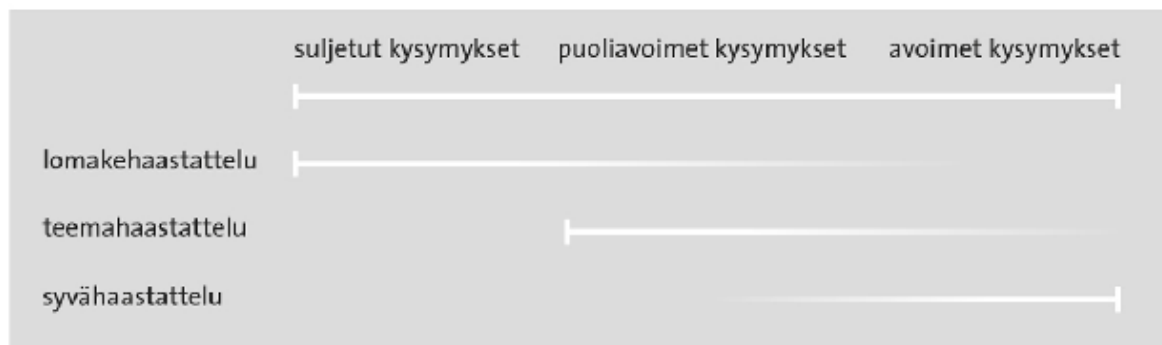 suljetut kysymykset puoliavoimet kysymykset avoimet kysymykset
lomakehaastattelu
teemahaastattelu
syvähaastattelu